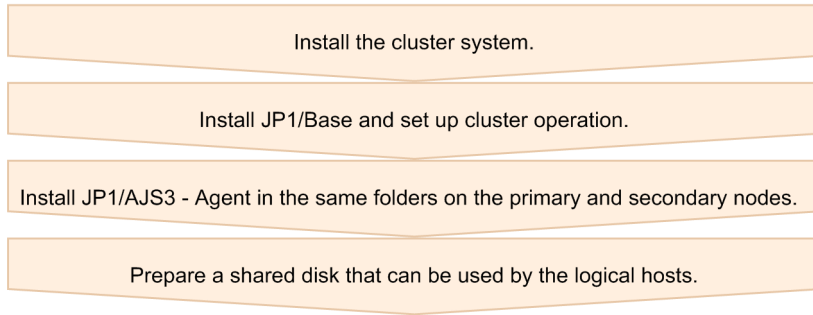 Install the cluster system.
Install JP1/Base and set up cluster operation.
Install JP1/AJS3 - Agent in the same folders on the primary and secondary nodes.
Prepare a shared disk that can be used by the logical hosts.